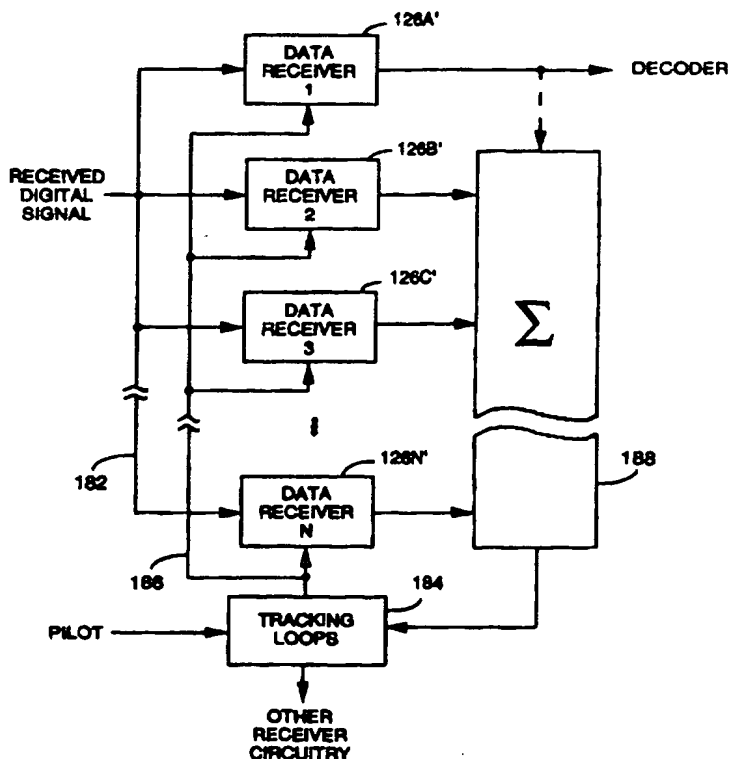 126A'
DATA
RECEIVER
1
DECODER
126B'
RECEIVED
DIGITAL
SIGNAL
DATA
RECEIVER
2
126C'
DATA
RECEIVER
3
Σ
126N'
182
DATA
RECEIVER
N
188
186
184
PILOT
TRACKING
LOOPS
OTHER
RECEIVER
CIRCUITRY